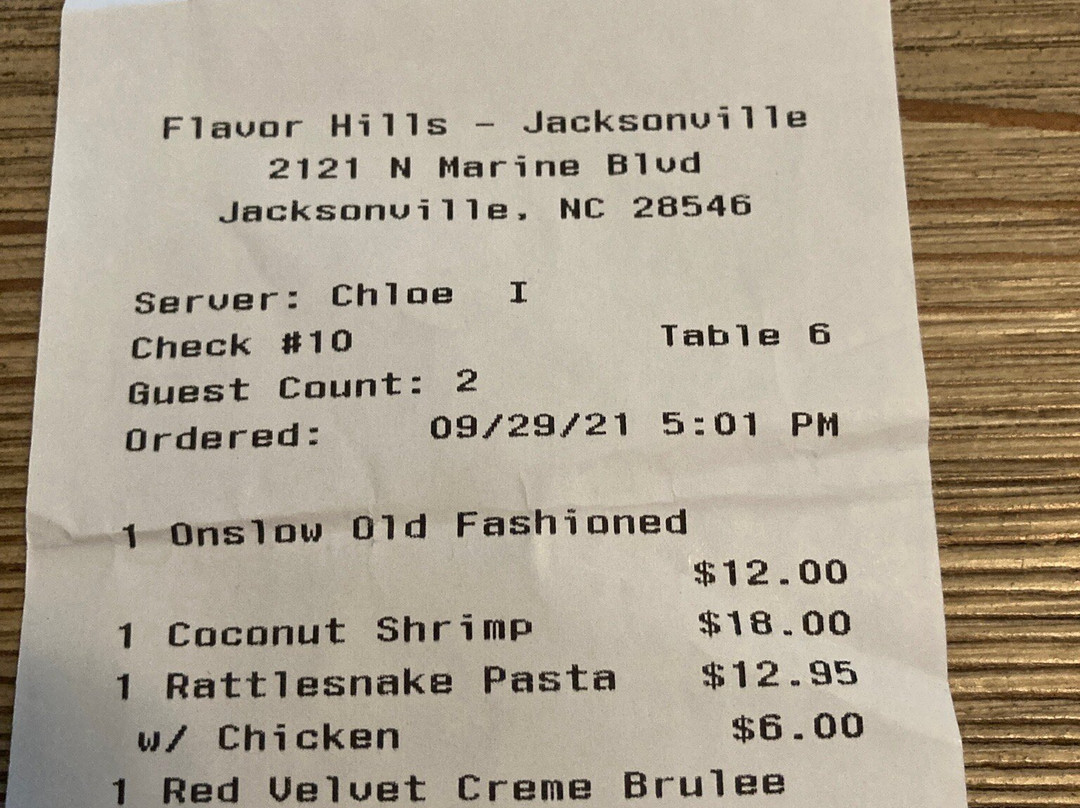 Flavor Hills - Jacksonville
2121 N Marine Blvd
Jacksonville, NC 28546
Server: Chloe I
Check #10 Table 6
Guest Count: 2
Ordered: 09/29/21 5:01 PM
1 Onslow Old Fashioned
$12.00
1 Coconut Shrimp $18.00
1 Rattlesnake Pasta $12.95
w/ Chicken $6.00
1 Red Velvet Creme Brulee